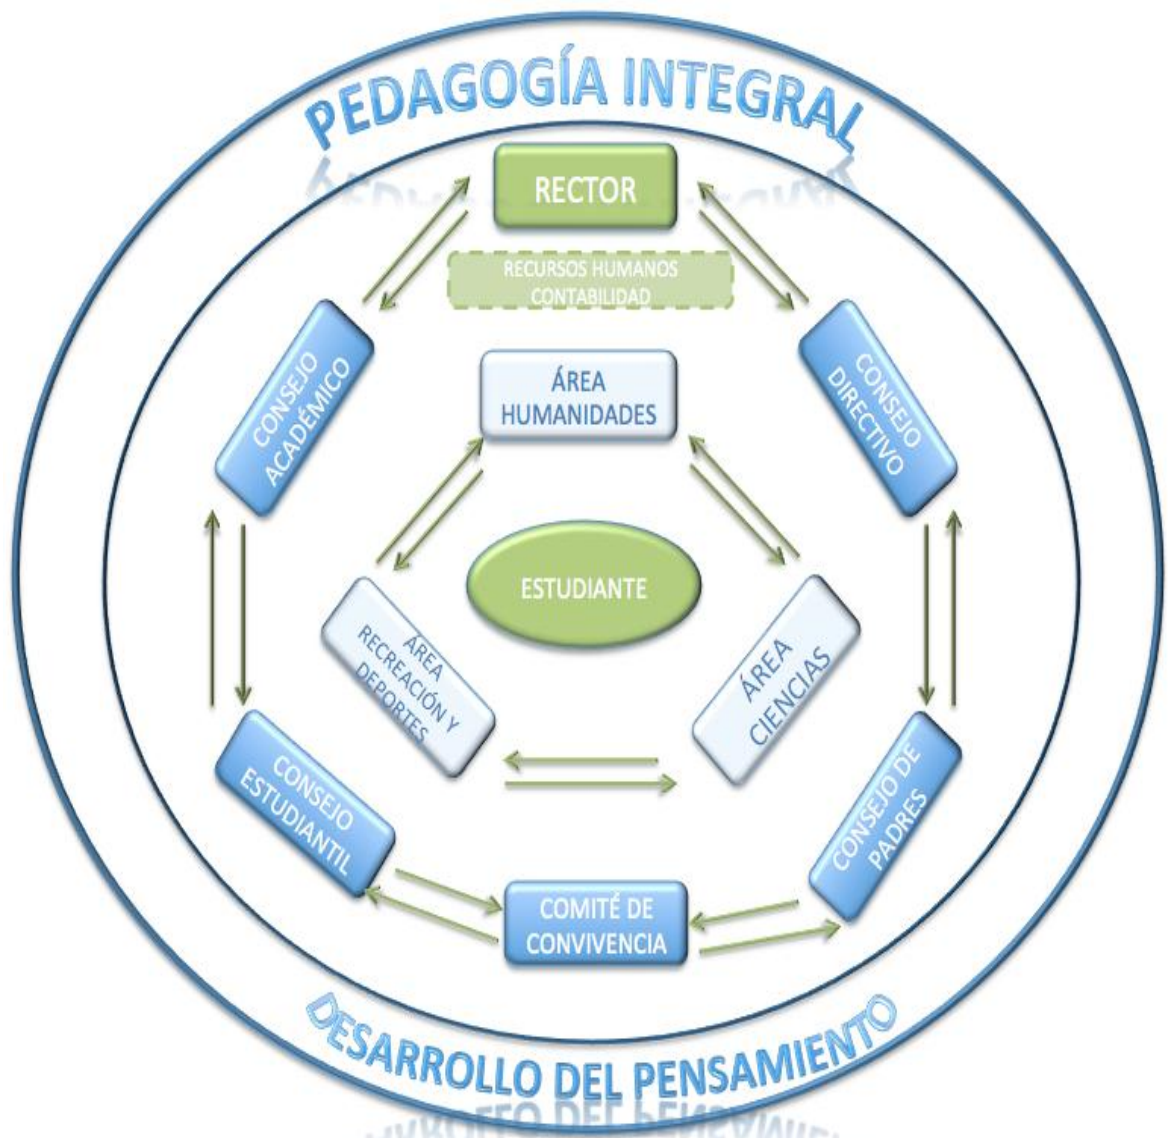 PEDAGOGÍA INTEGRAL
RECTOR
RECURSOS HUMANOS
CONTABILIDAD
CONSEJO
ACADÉMICO
CONSEJO
DIRECTIVO
ÁREA
HUMANIDADES
ESTUDIANTE
ÁREA
RECREACIÓN Y
DEPORTES
ÁREA
CIENCIAS
CONSEJO
ESTUDIANTIL
CONSEJO DE
PADRES
COMITÉ DE
CONVIVENCIA
DESARROLLO DEL PENSAMIENTO